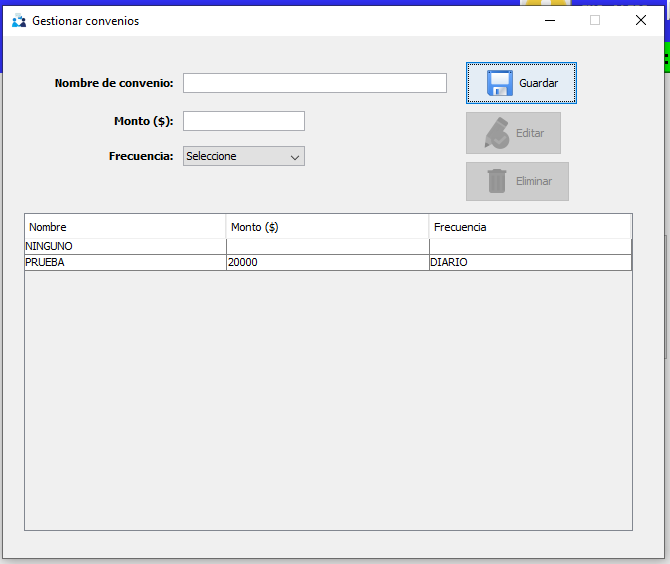 Gestionar convenios
Nombre de convenio:
Guardar
Monto ($):
Editar
Frecuencia: Seleccione
Eliminar
Nombre Monto ($) Frecuencia
NINGUNO
PRUEBA 20000 DIARIO